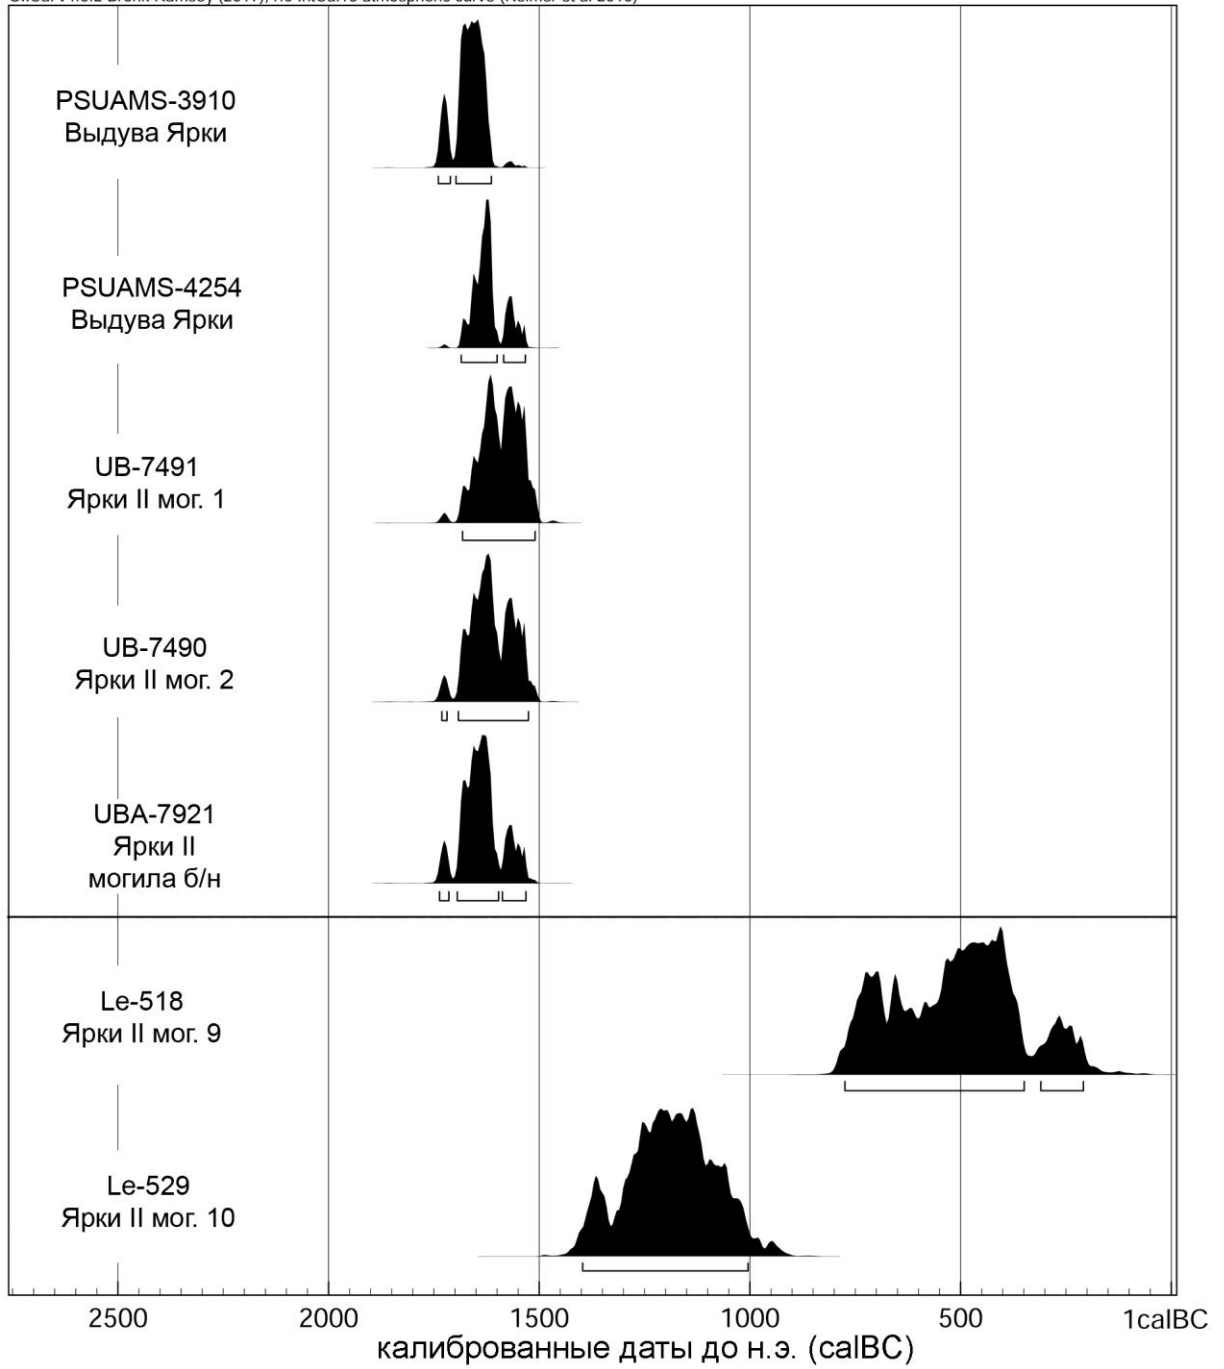 PSUAMS-3910
Выдува Ярки
PSUAMS-4254
Выдува Ярки
UB-7491
Ярки II мог. 1
UB-7490
Ярки II мог. 2
UBA-7921
Ярки II
могила б/н
Le-518
Ярки II мог. 9
Le-529
Ярки II мог. 10
2500 2000 1500 1000 500 1calBC
калиброванные даты до н.э. (calBC)